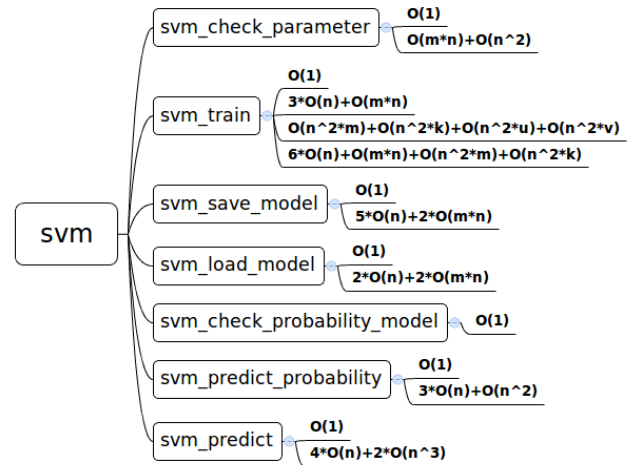 svm
svm_check_parameter
O(1)
O(m*n)+O(n^2)
svm_train
O(1)
3*O(n)+O(m*n)
O(n^2*m)+O(n^2*k)+O(n^2*u)+O(n^2*v)
6*O(n)+O(m*n)+O(n^2*m)+O(n^2*k)
svm_save_model
O(1)
5*O(n)+2*O(m*n)
svm_load_model
O(1)
2*O(n)+2*O(m*n)
svm_check_probability_model
O(1)
svm_predict_probability
O(1)
3*O(n)+O(n^2)
svm_predict
O(1)
4*O(n)+2*O(n^3)